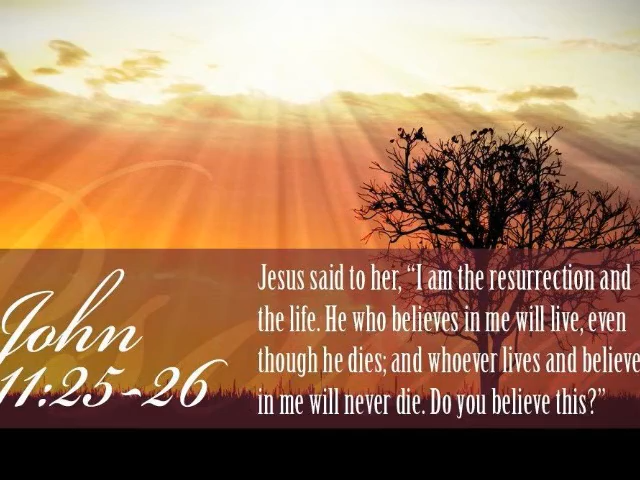 John
11:25-26
Jesus said to her, “I am the resurrection and
the life. He who believes in me will live, even
though he dies; and whoever lives and believe
in me will never die. Do you believe this?”